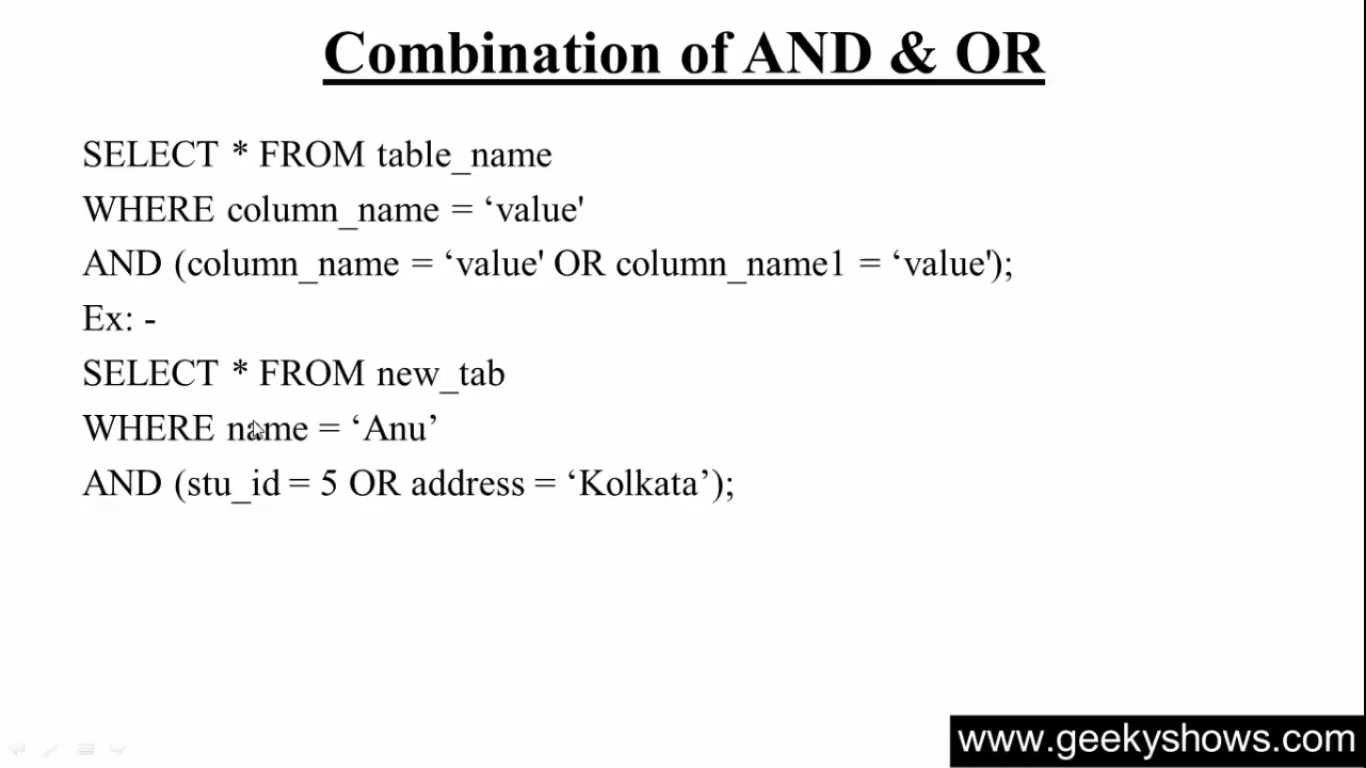 Combination of AND & OR
SELECT * FROM table_name
WHERE column_name = ‘value'
AND (column_name = ‘value' OR column_name1 = ‘value');
Ex: -
SELECT * FROM new_tab
WHERE name = ‘Anu’
AND (stu_id = 5 OR address = ‘Kolkata’);
www.geekyshows.com